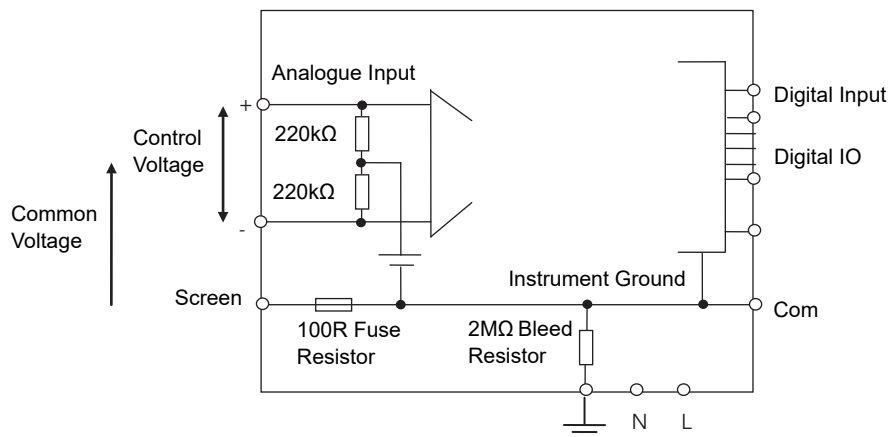 Analogue Input
+
220kΩ
220kΩ
-
Control
Voltage
Common
Voltage
Screen
100R Fuse
Resistor
Instrument Ground
2MΩ Bleed
Resistor
Digital Input
Digital IO
Com
N
L